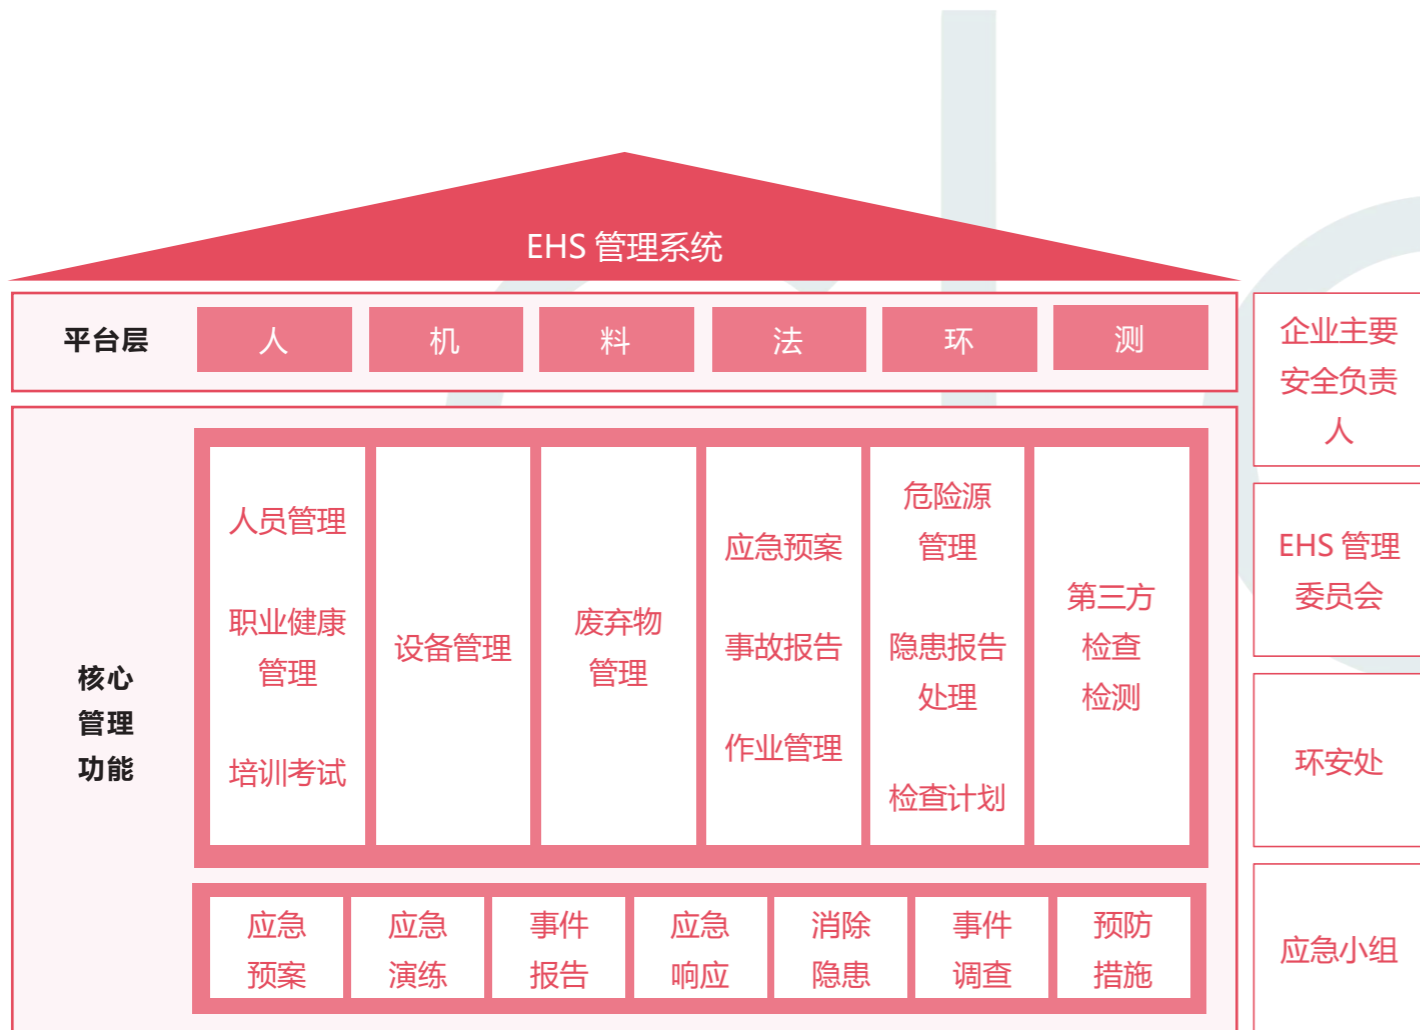 EHS 管理系统
平台层
人
机
料
法
环
测
核心
管理
功能
人员管理
职业健康
管理
培训考试
设备管理
废弃物
管理
应急预案
事故报告
作业管理
危险源
管理
隐患报告
处理
检查计划
第三方
检查
检测
应急
预案
应急
演练
事件
报告
应急
响应
消除
隐患
事件
调查
预防
措施
企业主要
安全负责
人
EHS 管理
委员会
环安处
应急小组